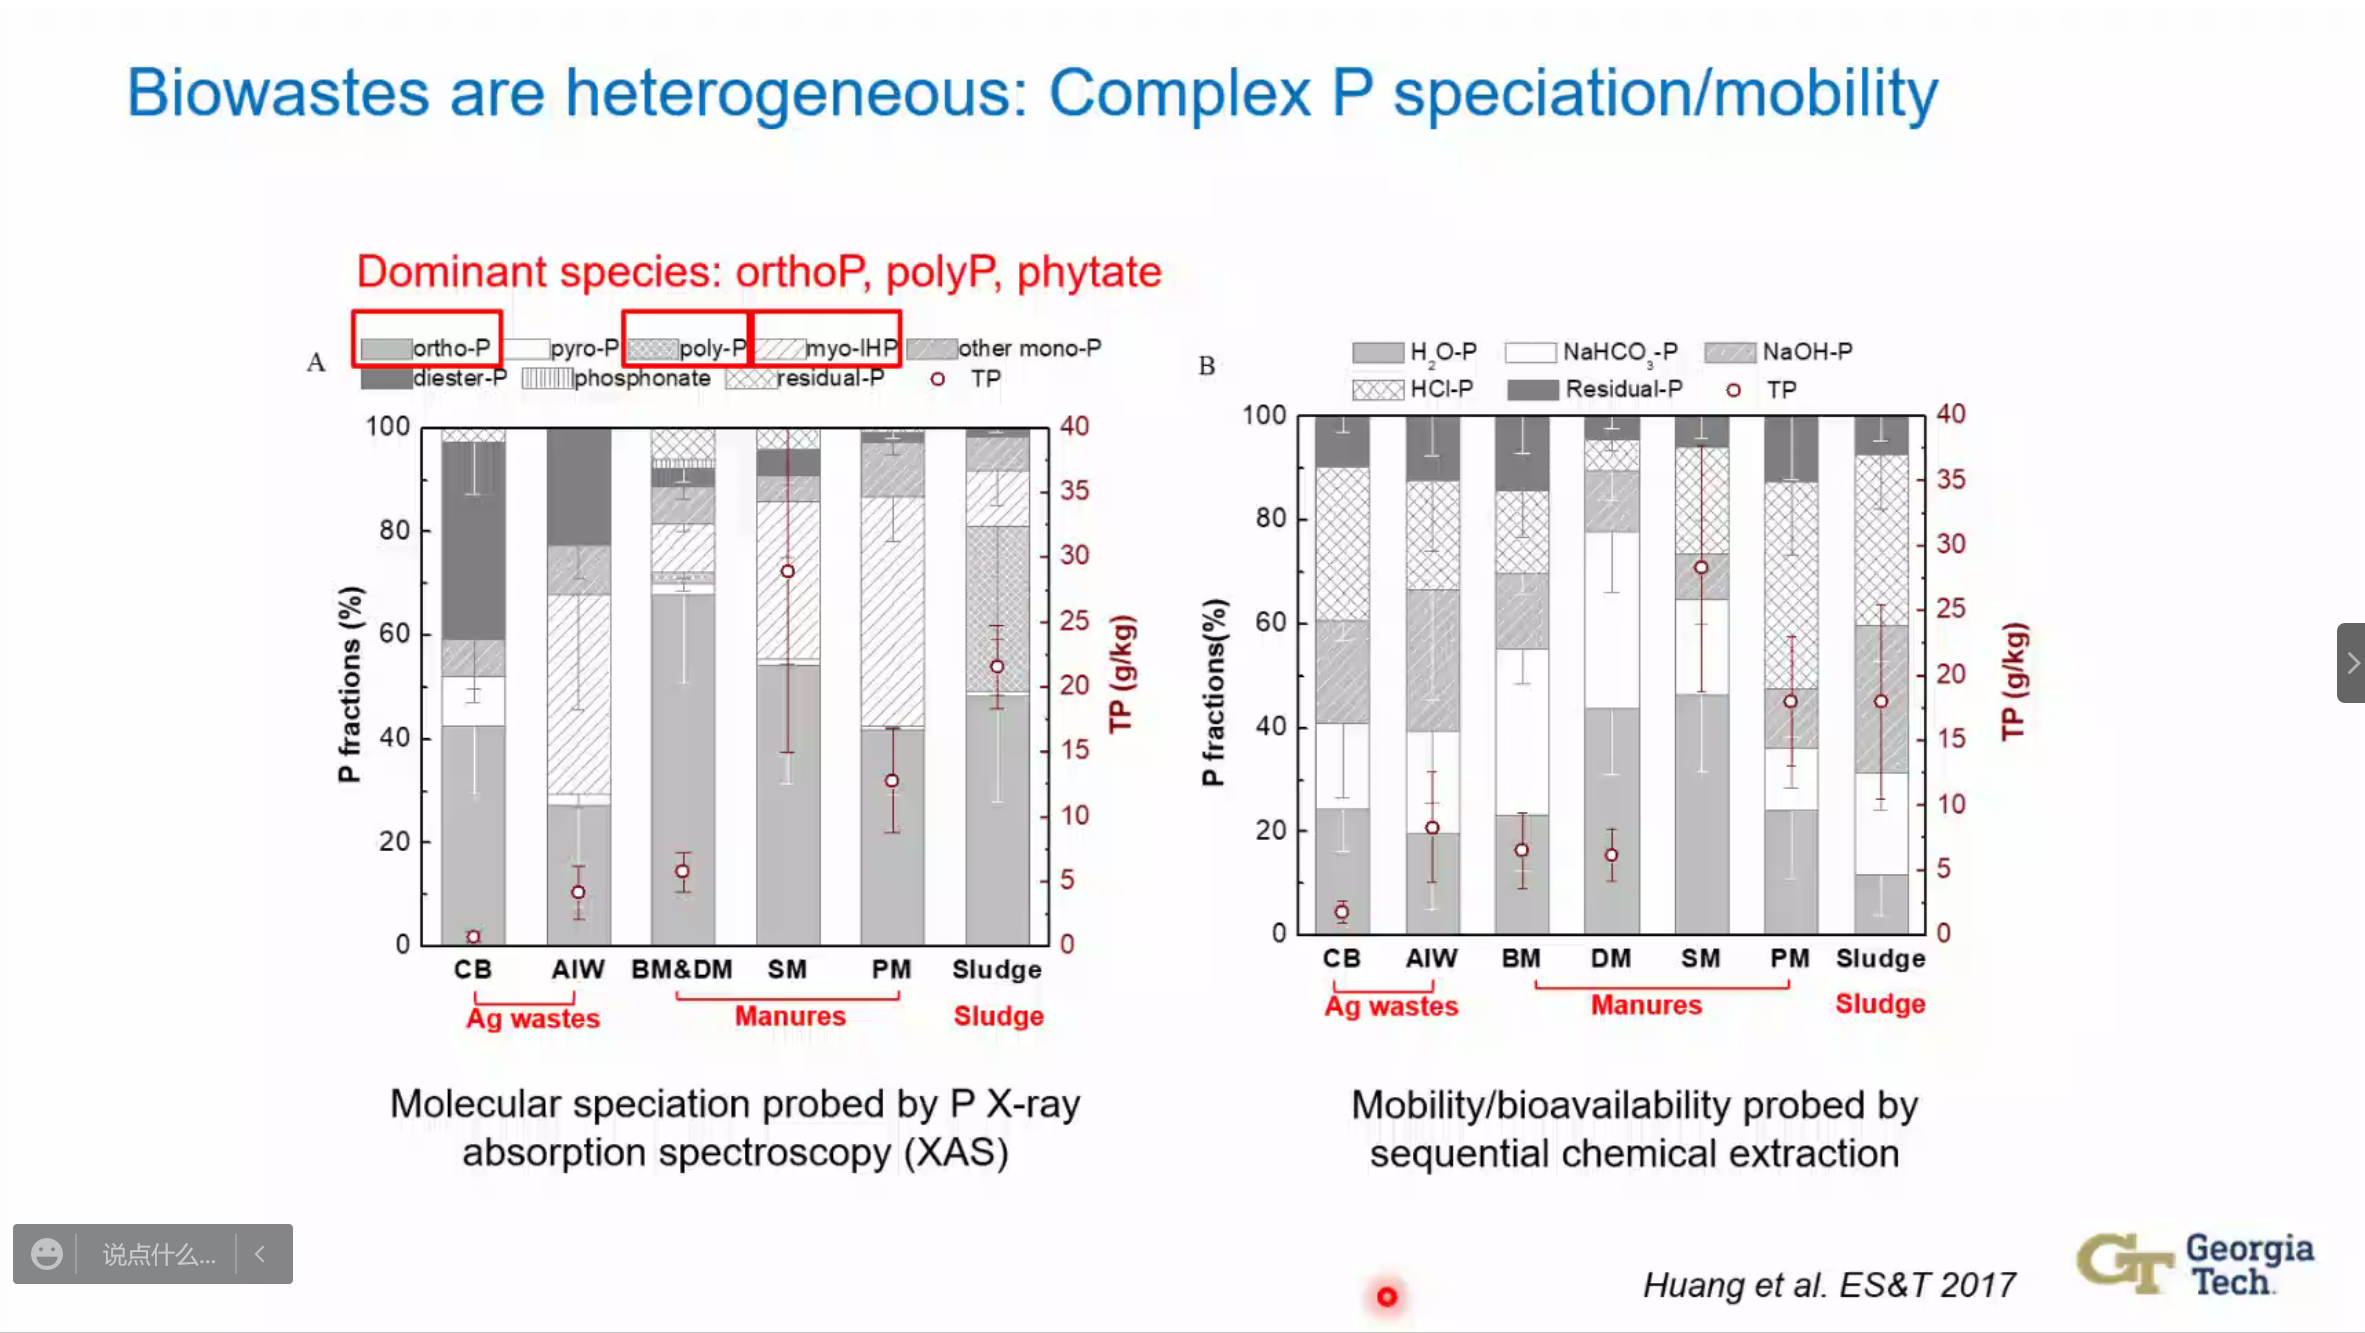 Biowastes are heterogeneous: Complex P speciation/mobility
Dominant species: orthoP, polyP, phytate
A
ortho-P pyro-P poly-P myo-IHP other mono-P
diester-P phosphonate residual-P TP
P fractions (%)
100
80
60
40
20
0
40
35
30
25
20
15
10
5
0
TP (g/kg)
CB AIW BM&DM SM PM Sludge
Ag wastes Manures Sludge
Molecular speciation probed by P X-ray
absorption spectroscopy (XAS)
B
H₂O-P NaHCO₃-P NaOH-P
HCl-P Residual-P TP
P fractions(%)
100
80
60
40
20
0
40
35
30
25
20
15
10
5
0
TP (g/kg)
CB AIW BM DM SM PM Sludge
Ag wastes Manures Sludge
Mobility/bioavailability probed by
sequential chemical extraction
说点什么...
Huang et al. ES&T 2017
GT
Georgia
Tech.